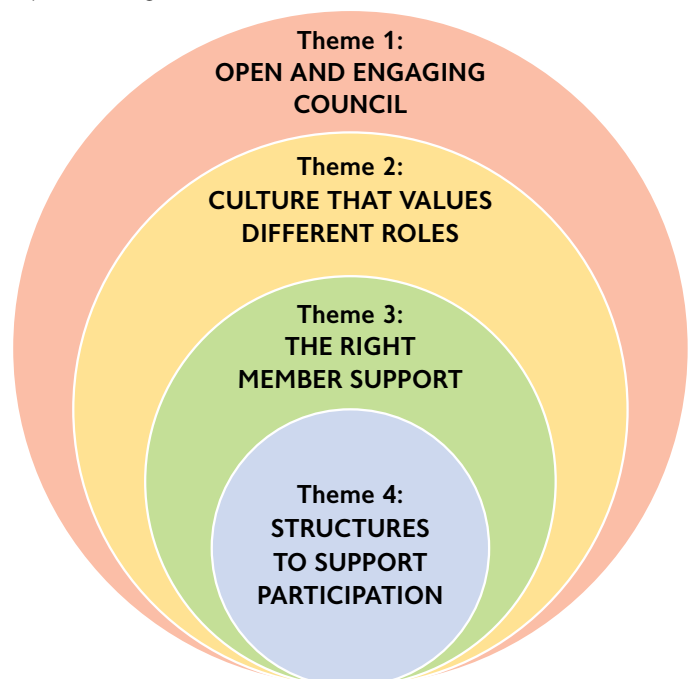 Theme 1:
OPEN AND ENGAGING
COUNCIL
Theme 2:
CULTURE THAT VALUES
DIFFERENT ROLES
Theme 3:
THE RIGHT
MEMBER SUPPORT
Theme 4:
STRUCTURES
TO SUPPORT
PARTICIPATION